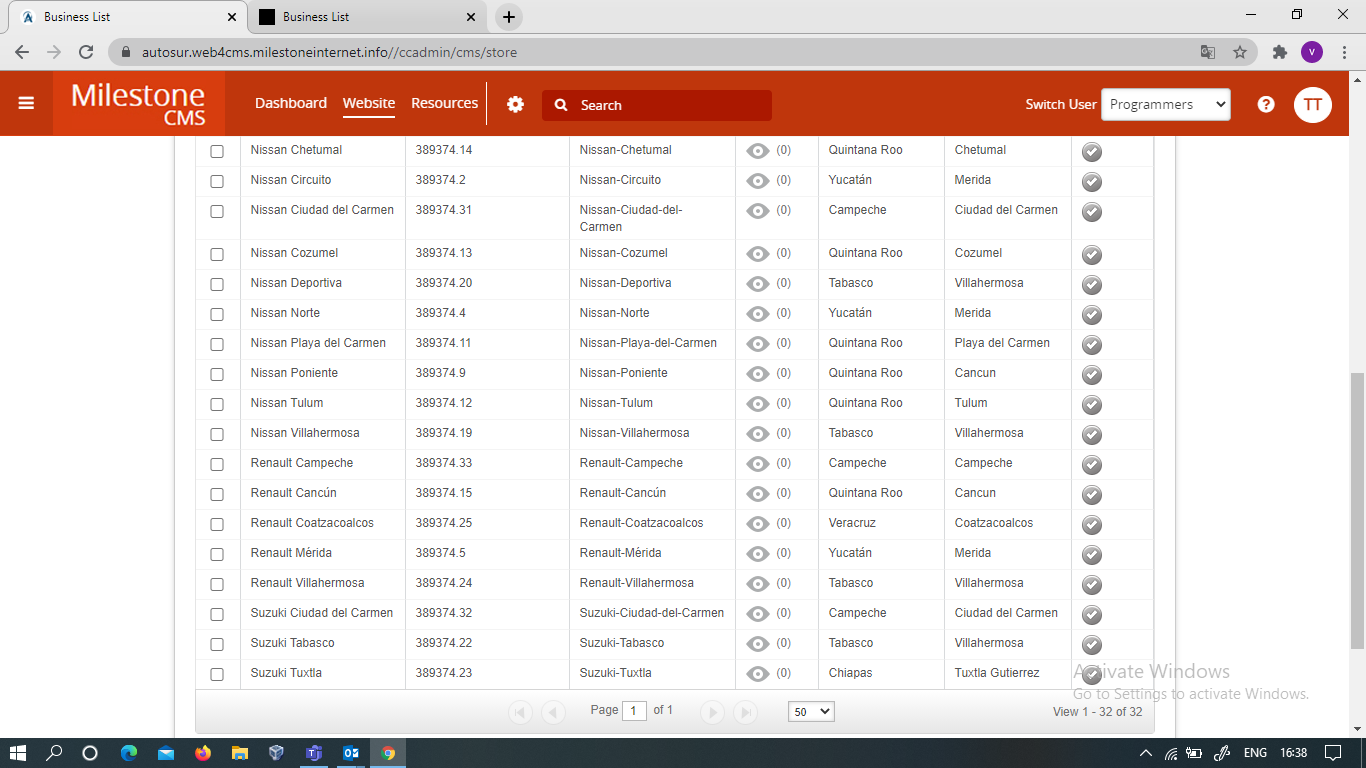 Business List
Business List
autosur.web4cms.milestoneinternet.info//ccadmin/cms/store
V
Milestone
CMS
Dashboard Website Resources
Search
Switch User Programmers
?
TT
Nissan Chetumal 389374.14 Nissan-Chetumal (0) Quintana Roo Chetumal
Nissan Circuito 389374.2 Nissan-Circuito (0) Yucatán Merida
Nissan Ciudad del Carmen 389374.31 Nissan-Ciudad-del- (0) Campeche Ciudad del Carmen
Carmen
Nissan Cozumel 389374.13 Nissan-Cozumel (0) Quintana Roo Cozumel
Nissan Deportiva 389374.20 Nissan-Deportiva (0) Tabasco Villahermosa
Nissan Norte 389374.4 Nissan-Norte (0) Yucatán Merida
Nissan Playa del Carmen 389374.11 Nissan-Playa-del-Carmen (0) Quintana Roo Playa del Carmen
Nissan Poniente 389374.9 Nissan-Poniente (0) Quintana Roo Cancun
Nissan Tulum 389374.12 Nissan-Tulum (0) Quintana Roo Tulum
Nissan Villahermosa 389374.19 Nissan-Villahermosa (0) Tabasco Villahermosa
Renault Campeche 389374.33 Renault-Campeche (0) Campeche Campeche
Renault Cancún 389374.15 Renault-Cancún (0) Quintana Roo Cancun
Renault Coatzacoalcos 389374.25 Renault-Coatzacoalcos (0) Veracruz Coatzacoalcos
Renault Mérida 389374.5 Renault-Mérida (0) Yucatán Merida
Renault Villahermosa 389374.24 Renault-Villahermosa (0) Tabasco Villahermosa
Suzuki Ciudad del Carmen 389374.32 Suzuki-Ciudad-del-Carmen (0) Campeche Ciudad del Carmen
Suzuki Tabasco 389374.22 Suzuki-Tabasco (0) Tabasco Villahermosa
Suzuki Tuxtla 389374.23 Suzuki-Tuxtla (0) Chiapas Tuxtla Gutierrez
Activate Windows
Go to Settings to activate Windows.
Page 1 of 1 50 View 1 - 32 of 32
ENG 16:38